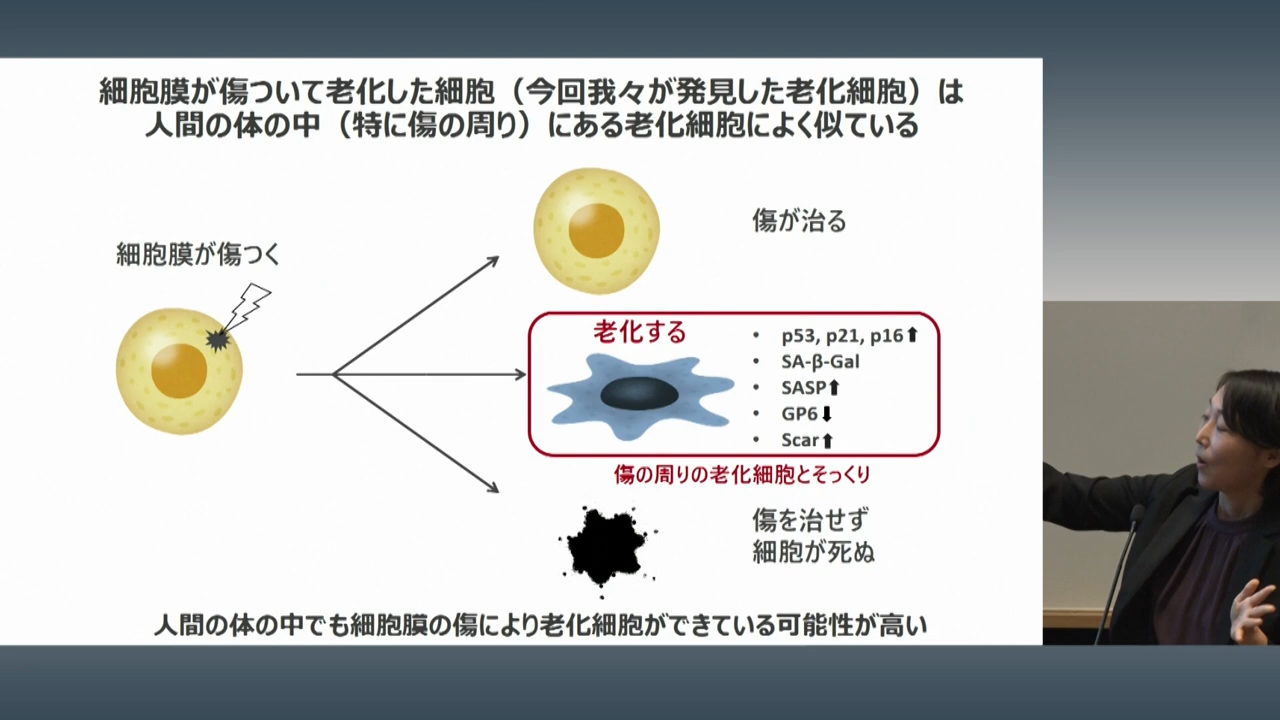 細胞膜が傷ついて老化した細胞（今回我々が発見した老化細胞）は
人間の体の中（特に傷の周り）にある老化細胞によく似ている
細胞膜が傷つく
傷が治る
老化する
• p53, p21, p16⬆
• SA-β-Gal
• SASP⬆
• GP6⬇
• Scar⬆
傷の周りの老化細胞とそっくり
傷を治せず
細胞が死ぬ
人間の体の中でも細胞膜の傷により老化細胞ができている可能性が高い